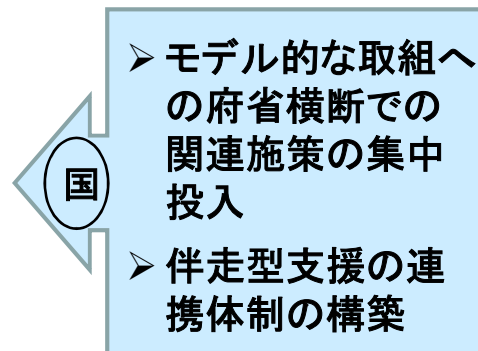 国
➢ モデル的な取組へ
の府省横断での
関連施策の集中
投入
➢ 伴走型支援の連
携体制の構築